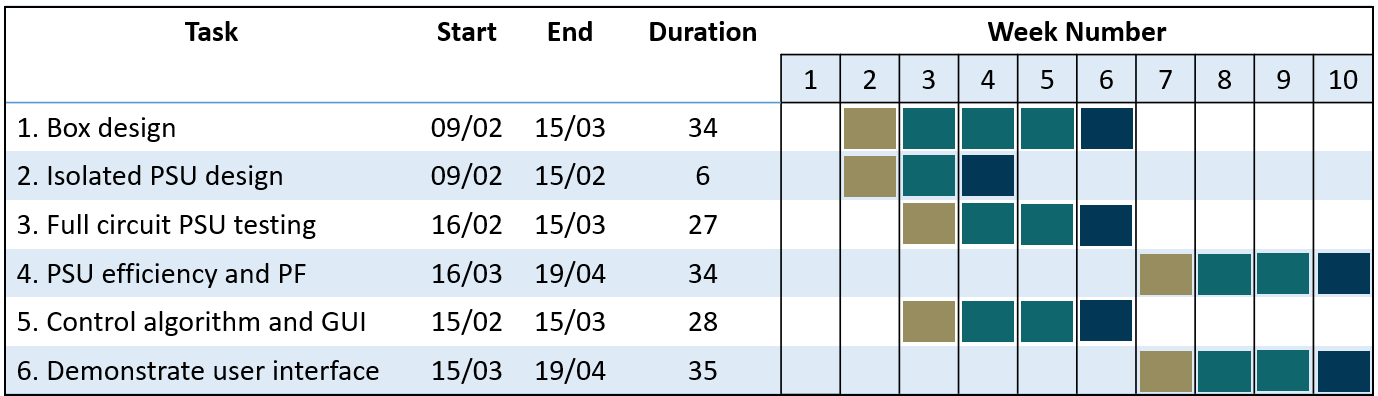 Task Start End Duration Week Number
1 2 3 4 5 6 7 8 9 10
1. Box design 09/02 15/03 34
2. Isolated PSU design 09/02 15/02 6
3. Full circuit PSU testing 16/02 15/03 27
4. PSU efficiency and PF 16/03 19/04 34
5. Control algorithm and GUI 15/02 15/03 28
6. Demonstrate user interface 15/03 19/04 35